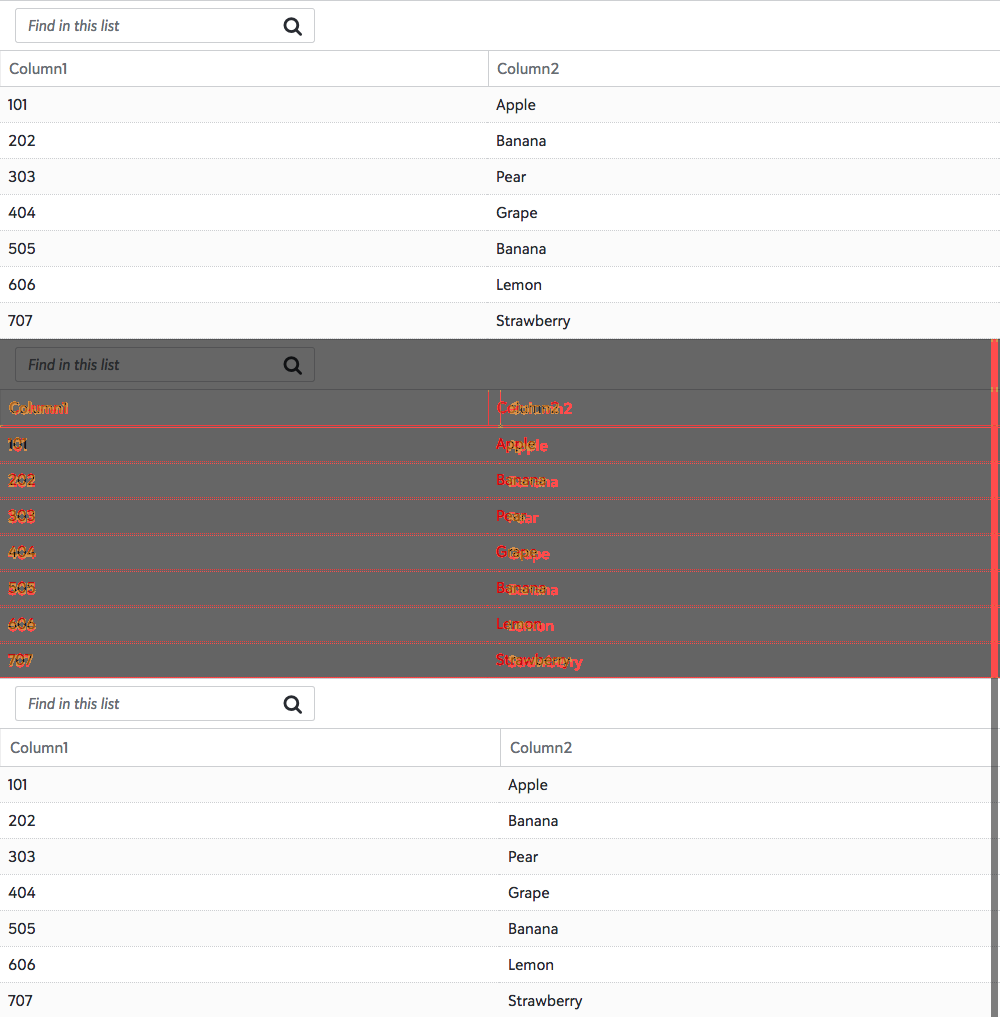 Find in this list
Column1 Column2
101 Apple
202 Banana
303 Pear
404 Grape
505 Banana
606 Lemon
707 Strawberry
Find in this list
Column1 Column2
101 Apple
202 Banana
303 Pear
404 Grape
505 Banana
606 Lemon
707 Strawberry
Find in this list
Column1 Column2
101 Apple
202 Banana
303 Pear
404 Grape
505 Banana
606 Lemon
707 Strawberry